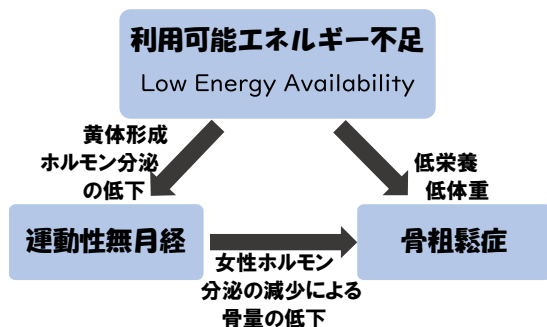 利用可能エネルギー不足
Low Energy Availability
黄体形成
ホルモン分泌
の低下
低栄養
低体重
運動性無月経
骨粗鬆症
女性ホルモン
分泌の減少による
骨量の低下